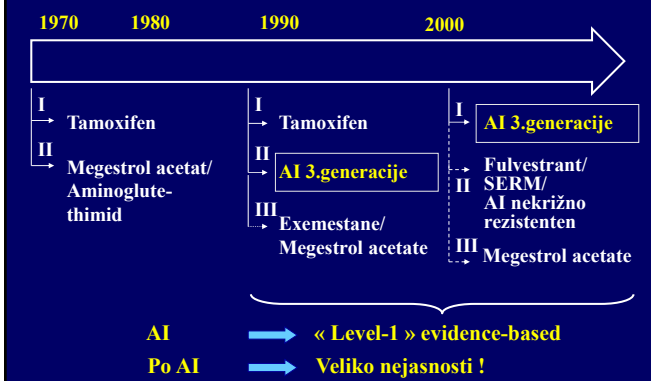 1970 1980 1990 2000
I
Tamoxifen
II
Megestrol acetat/
Aminoglute-
thimid
I
Tamoxifen
II
AI 3.generacije
III
Exemestane/
Megestrol acetate
I
AI 3.generacije
Fulvestrant/
II SERM/
AI nekrižno
rezistenten
III Megestrol acetate
AI « Level-1 » evidence-based
Po AI Veliko nejasnosti !